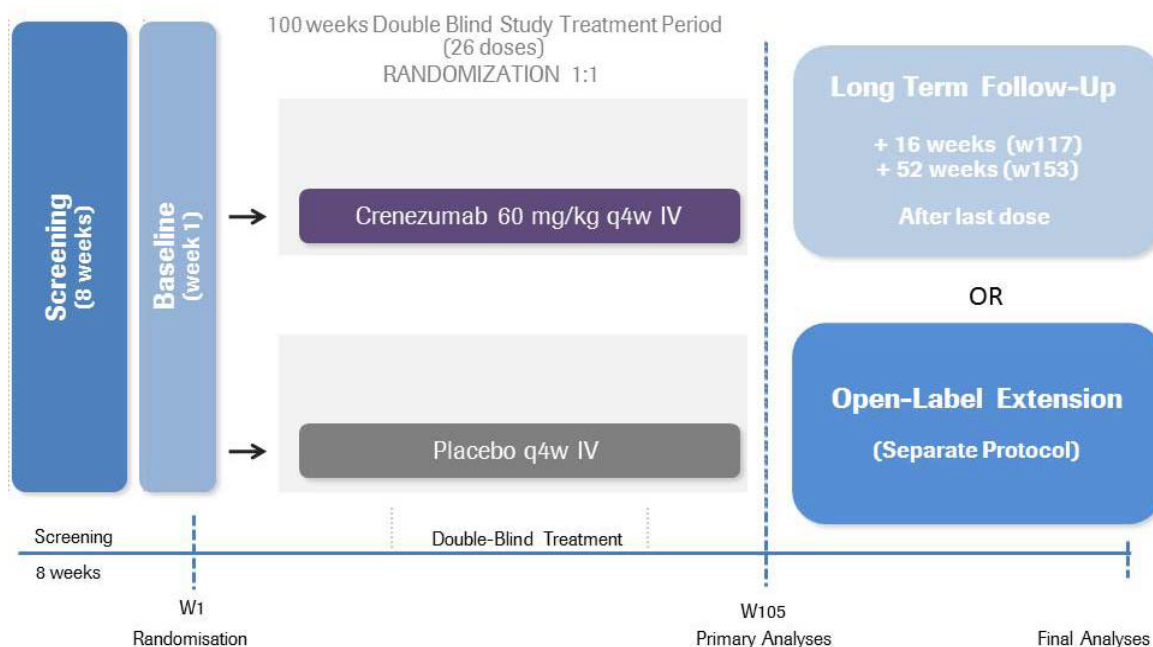 100 weeks Double Blind Study Treatment Period
(26 doses)
RANDOMIZATION 1:1
Screening
(8 weeks)
Baseline
(week 1)
Crenezumab 60 mg/kg q4w IV
Placebo q4w IV
Long Term Follow-Up
+ 16 weeks (w117)
+ 52 weeks (w153)
After last dose
OR
Open-Label Extension
(Separate Protocol)
Screening
Double-Blind Treatment
8 weeks
W1
Randomisation
W105
Primary Analyses
Final Analyses